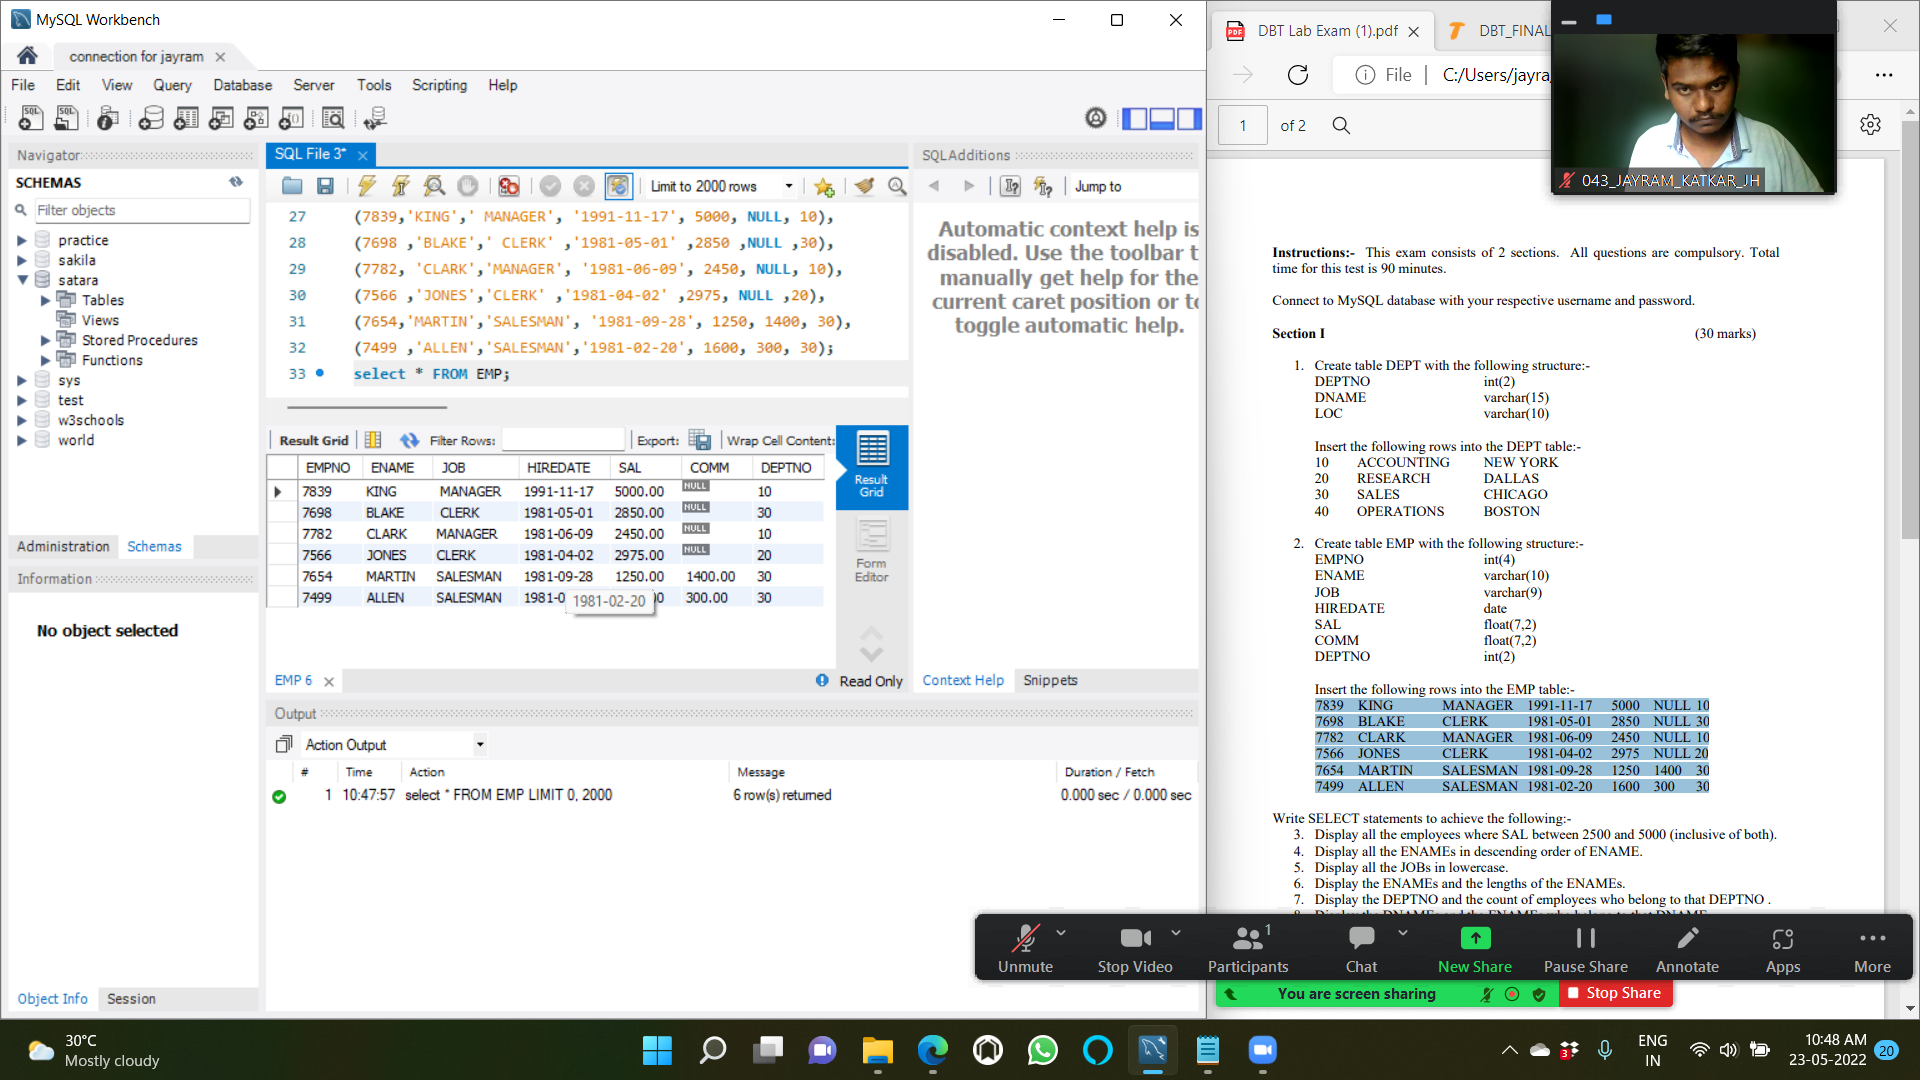 MySQL Workbench
connection for jayram
File Edit View Query Database Server Tools Scripting Help
Navigator
SCHEMAS
Filter objects
practice
sakila
satara
Tables
Views
Stored Procedures
Functions
sys
test
w3schools
world
Administration Schemas
Information
No object selected
Object Info Session
SQL File 3*
Limit to 2000 rows
27 (7839,'KING',' MANAGER', '1991-11-17', 5000, NULL, 10),
28 (7698 ,'BLAKE',' CLERK' ,'1981-05-01' ,2850 ,NULL ,30),
29 (7782, 'CLARK','MANAGER', '1981-06-09', 2450, NULL, 10),
30 (7566 ,'JONES','CLERK' ,'1981-04-02' ,2975, NULL ,20),
31 (7654,'MARTIN','SALESMAN', '1981-09-28', 1250, 1400, 30),
32 (7499 ,'ALLEN','SALESMAN','1981-02-20', 1600, 300, 30);
33 select * FROM EMP;
Result Grid Filter Rows: Export: Wrap Cell Content:
EMPNO ENAME JOB HIREDATE SAL COMM DEPTNO
7839 KING MANAGER 1991-11-17 5000.00 NULL 10
7698 BLAKE CLERK 1981-05-01 2850.00 NULL 30
7782 CLARK MANAGER 1981-06-09 2450.00 NULL 10
7566 JONES CLERK 1981-04-02 2975.00 NULL 20
7654 MARTIN SALESMAN 1981-09-28 1250.00 1400.00 30
7499 ALLEN SALESMAN 300.00 30
1981-02-20
Result Grid
Form Editor
EMP 6
Read Only
SQLAdditions
Jump to
Automatic context help is
disabled. Use the toolbar t
manually get help for the
current caret position or to
toggle automatic help.
Context Help Snippets
Output
Action Output
# Time Action Message Duration / Fetch
1 10:47:57 select * FROM EMP LIMIT 0, 2000 6 row(s) returned 0.000 sec / 0.000 sec
DBT Lab Exam (1).pdf
DBT_FINAL
File C:/Users/jayra
1 of 2
043_JAYRAM_KATKAR_JH
Instructions:- This exam consists of 2 sections. All questions are compulsory. Total
time for this test is 90 minutes.
Connect to MySQL database with your respective username and password.
Section I (30 marks)
1. Create table DEPT with the following structure:-
DEPTNO int(2)
DNAME varchar(15)
LOC varchar(10)
Insert the following rows into the DEPT table:-
10 ACCOUNTING NEW YORK
20 RESEARCH DALLAS
30 SALES CHICAGO
40 OPERATIONS BOSTON
2. Create table EMP with the following structure:-
EMPNO int(4)
ENAME varchar(10)
JOB varchar(9)
HIREDATE date
SAL float(7,2)
COMM float(7,2)
DEPTNO int(2)
Insert the following rows into the EMP table:-
7839 KING MANAGER 1991-11-17 5000 NULL 10
7698 BLAKE CLERK 1981-05-01 2850 NULL 30
7782 CLARK MANAGER 1981-06-09 2450 NULL 10
7566 JONES CLERK 1981-04-02 2975 NULL 20
7654 MARTIN SALESMAN 1981-09-28 1250 1400 30
7499 ALLEN SALESMAN 1981-02-20 1600 300 30
Write SELECT statements to achieve the following:-
3. Display all the employees where SAL between 2500 and 5000 (inclusive of both).
4. Display all the ENAMEs in descending order of ENAME.
5. Display all the JOBs in lowercase.
6. Display the ENAMEs and the lengths of the ENAMEs.
7. Display the DEPTNO and the count of employees who belong to that DEPTNO .
Unmute Stop Video Participants 1 Chat New Share Pause Share Annotate Apps More
You are screen sharing Stop Share
30°C
Mostly cloudy
ENG
IN
10:48 AM
23-05-2022
20
3